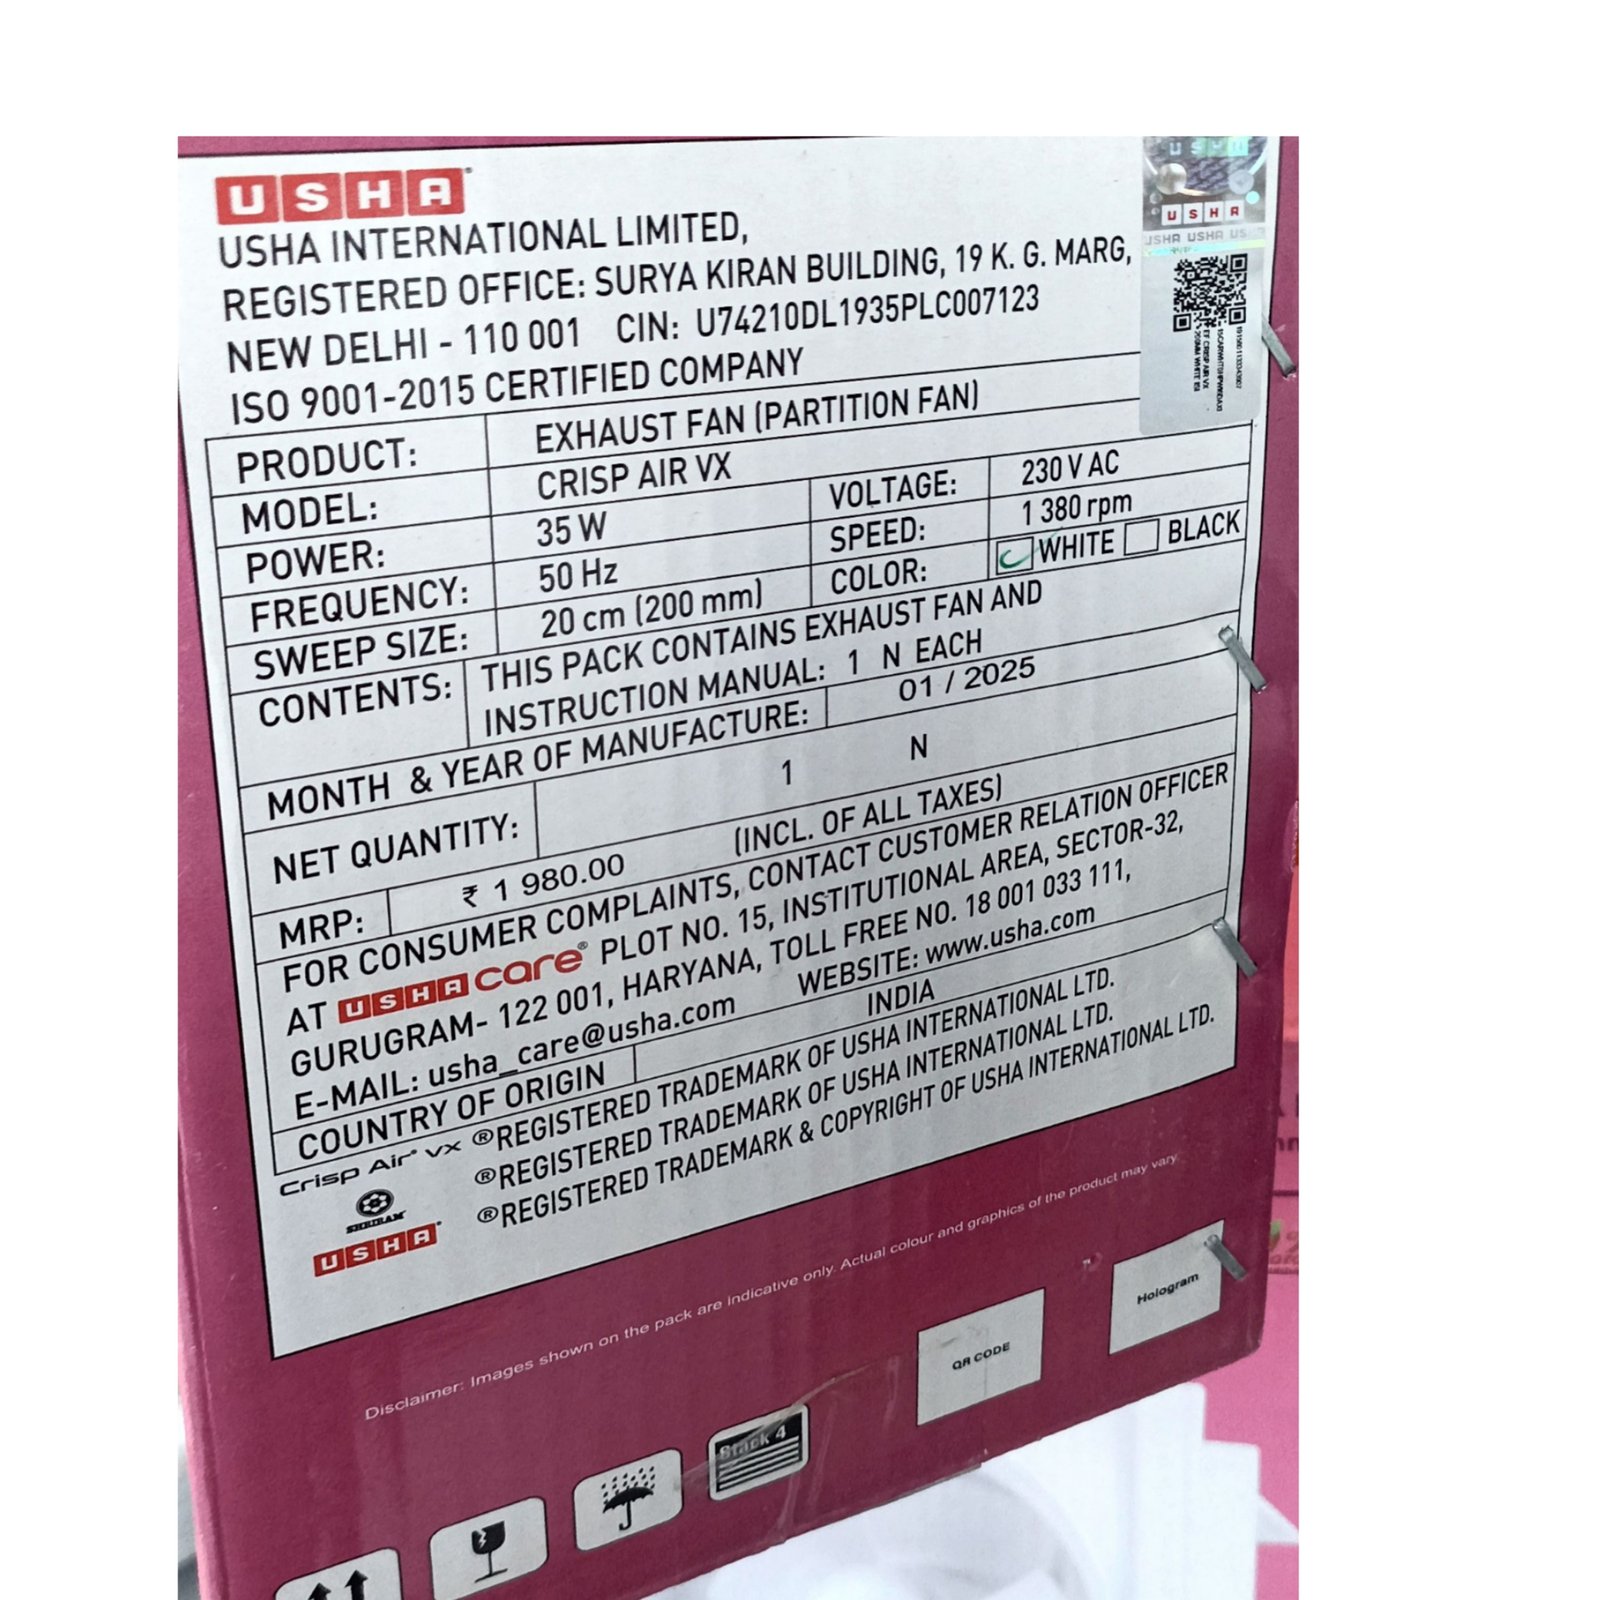 USHA
USHA INTERNATIONAL LIMITED,
REGISTERED OFFICE: SURYA KIRAN BUILDING, 19 K. G. MARG,
NEW DELHI - 110 001 CIN: U74210DL1935PLC007123
ISO 9001-2015 CERTIFIED COMPANY
USHA
USHA USHA
PRODUCT: EXHAUST FAN (PARTITION FAN)
MODEL: CRISP AIR VX
POWER: 35 W VOLTAGE: 230 V AC
FREQUENCY: 50 Hz SPEED: 1 380 rpm
SWEEP SIZE: 20 cm (200 mm) COLOR: WHITE BLACK
CONTENTS: THIS PACK CONTAINS EXHAUST FAN AND
INSTRUCTION MANUAL: 1 N EACH
MONTH & YEAR OF MANUFACTURE: 01 / 2025
NET QUANTITY: 1 N
MRP: ₹ 1 980.00 (INCL. OF ALL TAXES)
FOR CONSUMER COMPLAINTS, CONTACT CUSTOMER RELATION OFFICER
AT USHA care® PLOT NO. 15, INSTITUTIONAL AREA, SECTOR-32,
GURUGRAM- 122 001, HARYANA, TOLL FREE NO. 18 001 033 111,
E-MAIL: usha_care@usha.com WEBSITE: www.usha.com
COUNTRY OF ORIGIN INDIA
Crisp Air® VX ®REGISTERED TRADEMARK OF USHA INTERNATIONAL LTD.
SHRIRAM ®REGISTERED TRADEMARK OF USHA INTERNATIONAL LTD.
USHA ®REGISTERED TRADEMARK & COPYRIGHT OF USHA INTERNATIONAL LTD.
Disclaimer: Images shown on the pack are indicative only. Actual colour and graphics of the product may vary.
QR CODE
Hologram
Stack 4